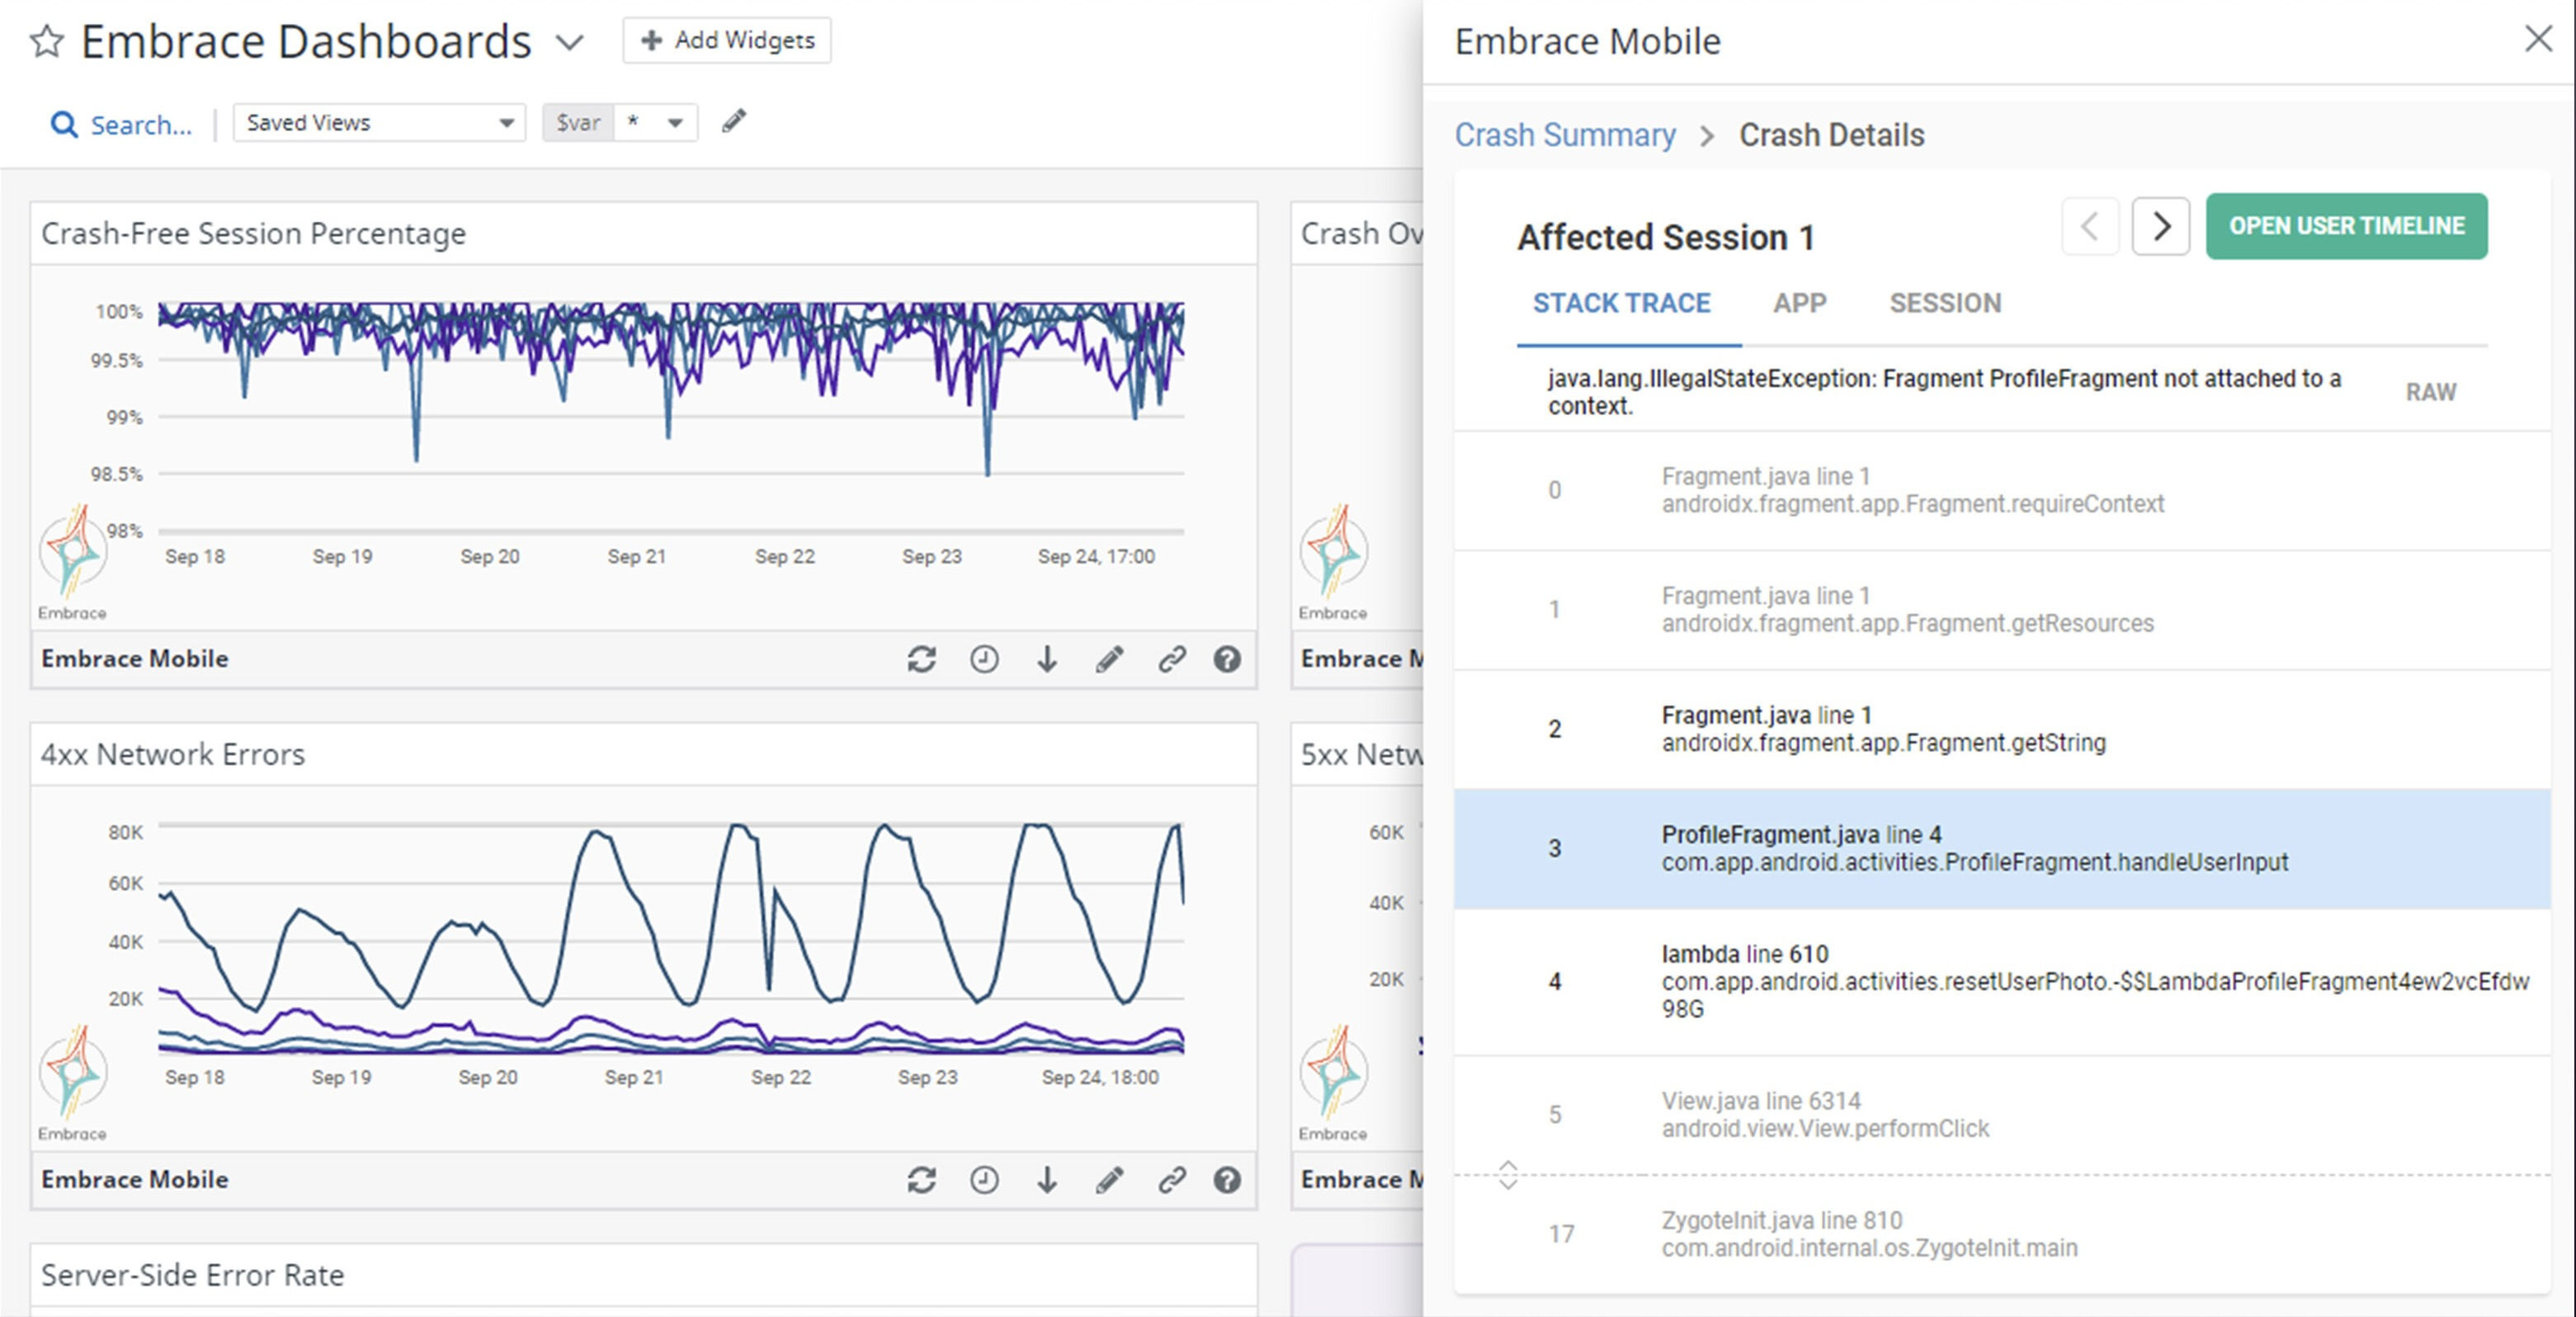 Embrace Dashboards
Add Widgets
Search...
Saved Views
$var
*
Crash-Free Session Percentage
100%
99.5%
99%
98.5%
98%
Sep 18 Sep 19 Sep 20 Sep 21 Sep 22 Sep 23 Sep 24, 17:00
Embrace
Embrace Mobile
Crash Ov
Embrace
Embrace M
4xx Network Errors
80K
60K
40K
20K
Sep 18 Sep 19 Sep 20 Sep 21 Sep 22 Sep 23 Sep 24, 18:00
Embrace
Embrace Mobile
5xx Netw
60K
40K
20K
Embrace
Embrace M
Server-Side Error Rate
Embrace Mobile
Crash Summary > Crash Details
Affected Session 1
OPEN USER TIMELINE
STACK TRACE APP SESSION
java.lang.IllegalStateException: Fragment ProfileFragment not attached to a
context.
RAW
0
Fragment.java line 1
androidx.fragment.app.Fragment.requireContext
1
Fragment.java line 1
androidx.fragment.app.Fragment.getResources
2
Fragment.java line 1
androidx.fragment.app.Fragment.getString
3
ProfileFragment.java line 4
com.app.android.activities.ProfileFragment.handleUserInput
4
lambda line 610
com.app.android.activities.resetUserPhoto.-$$LambdaProfileFragment4ew2vcEfdw
98G
5
View.java line 6314
android.view.View.performClick
17
ZygoteInit.java line 810
com.android.internal.os.ZygoteInit.main